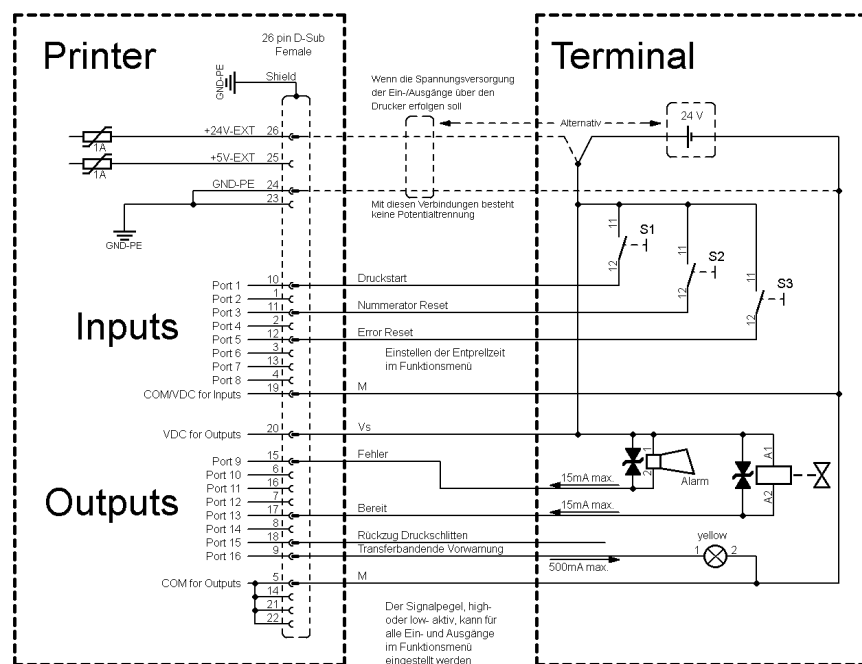 Printer
26 pin D-Sub
Female
Terminal
GND-PE
Shield
Wenn die Spannungsversorgung
der Ein-/Ausgänge über den
Drucker erfolgen soll
Alternativ
24 V
+24V-EXT 26
1A
+5V-EXT 25
1A
GND-PE 24
23
GND-PE
Mit diesen Verbindungen besteht
keine Potentialtrennung
11 S1 12
11 S2 12
11 S3 12
Inputs
Port 1 10 Druckstart
Port 2 1
Port 3 11 Nummerator Reset
Port 4 2
Port 5 12 Error Reset
Port 6 3
Port 7 13
Port 8 4
Einstellen der Entprellzeit
im Funktionsmenü
COM/VDC for Inputs 19 M
VDC for Outputs 20 Vs
Outputs
Port 9 15 Fehler
Port 10 6
Port 11 16
Port 12 7
Port 13 17 Bereit
Port 14 8
Port 15 18 Rückzug Druckschlitten
Port 16 9 Transferbandende Vorwarnung
1
2
Alarm
A1
A2
15mA max.
15mA max.
500mA max.
yellow
1 2
COM for Outputs 5 M
14
21
22
Der Signalpegel, high-
oder low- aktiv, kann für
alle Ein- und Ausgänge
im Funktionsmenü
eingestellt werden